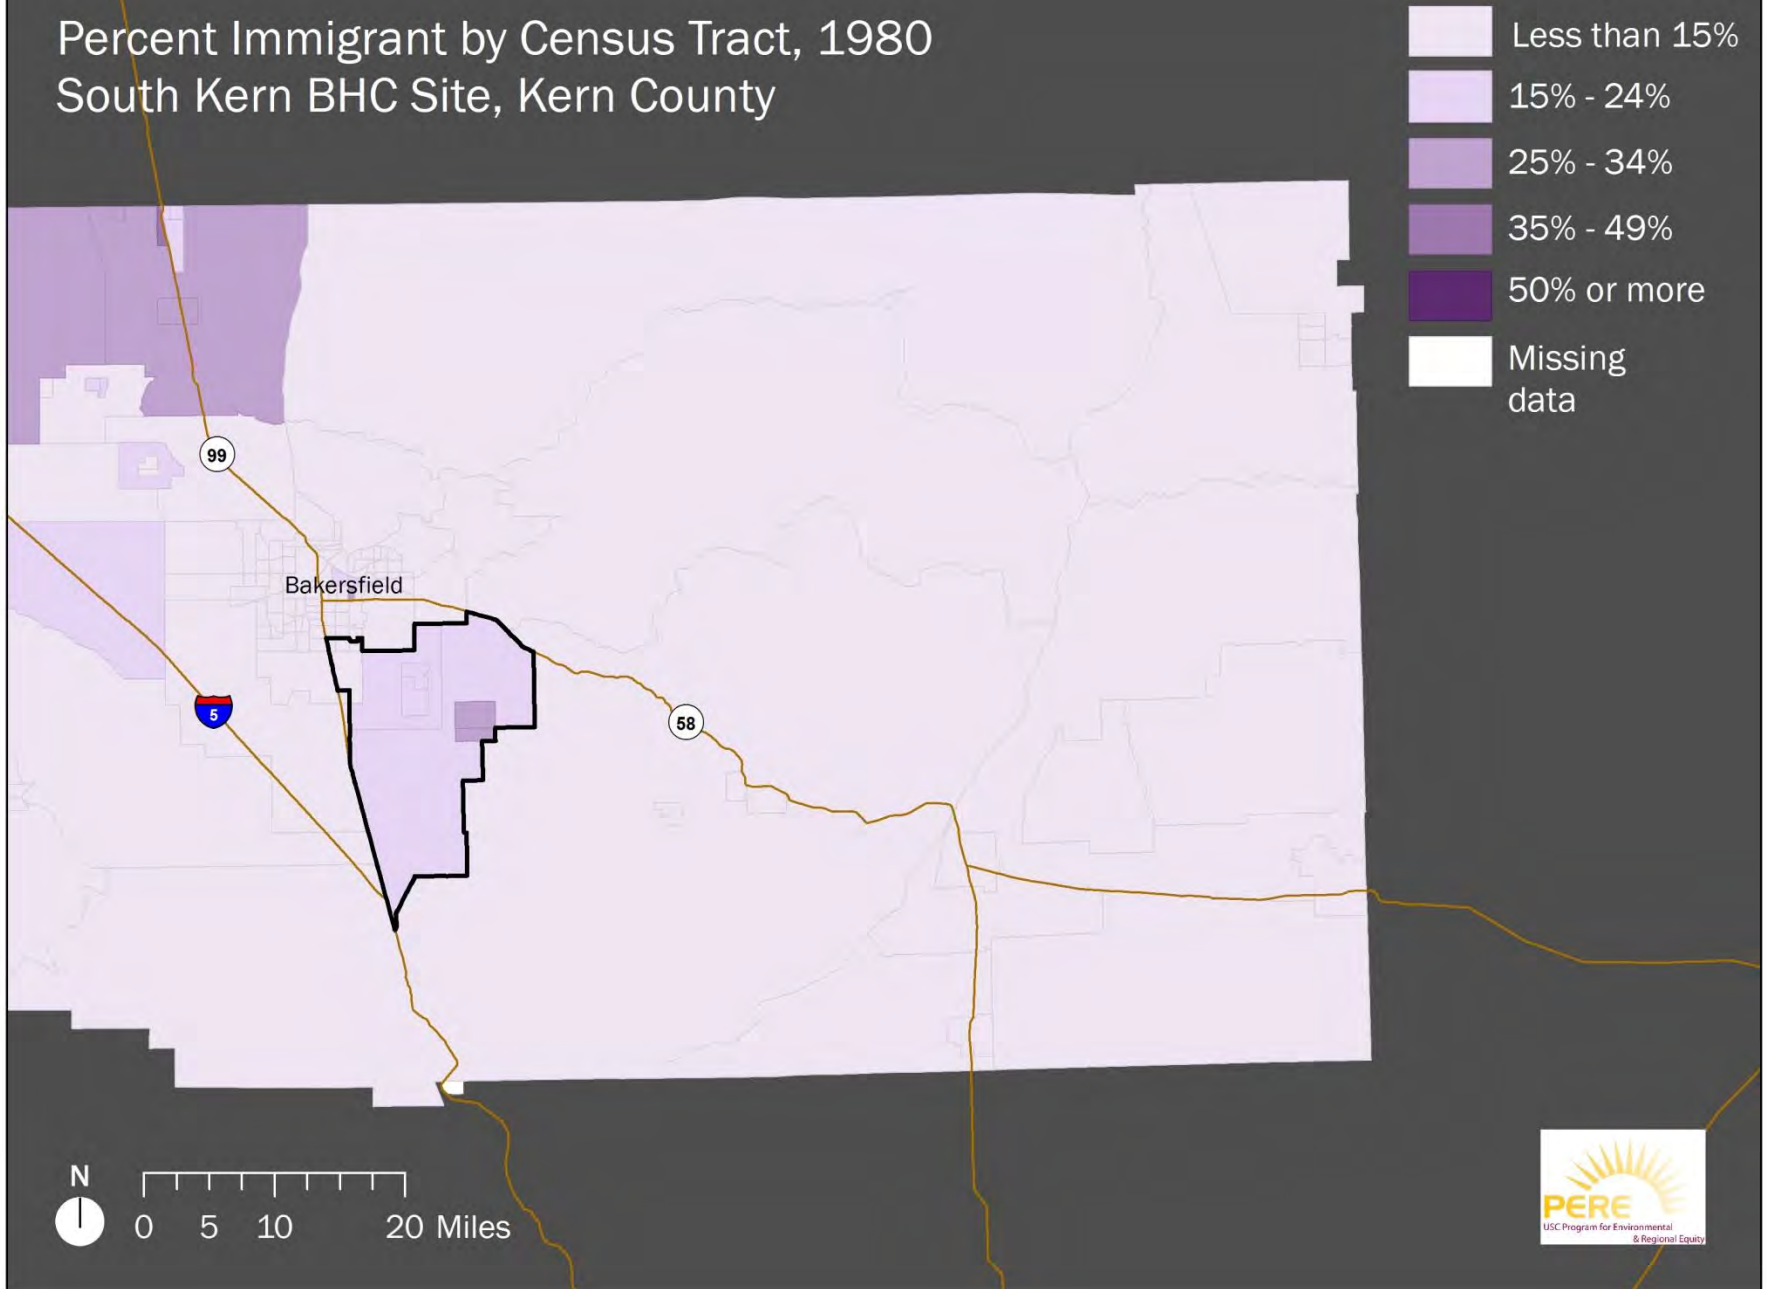 Percent Immigrant by Census Tract, 1980
South Kern BHC Site, Kern County
Less than 15%
15% - 24%
25% - 34%
35% - 49%
50% or more
Missing
data
99
Bakersfield
5
58
N
0 5 10 20 Miles
PERE
USC Program for Environmental
& Regional Equity